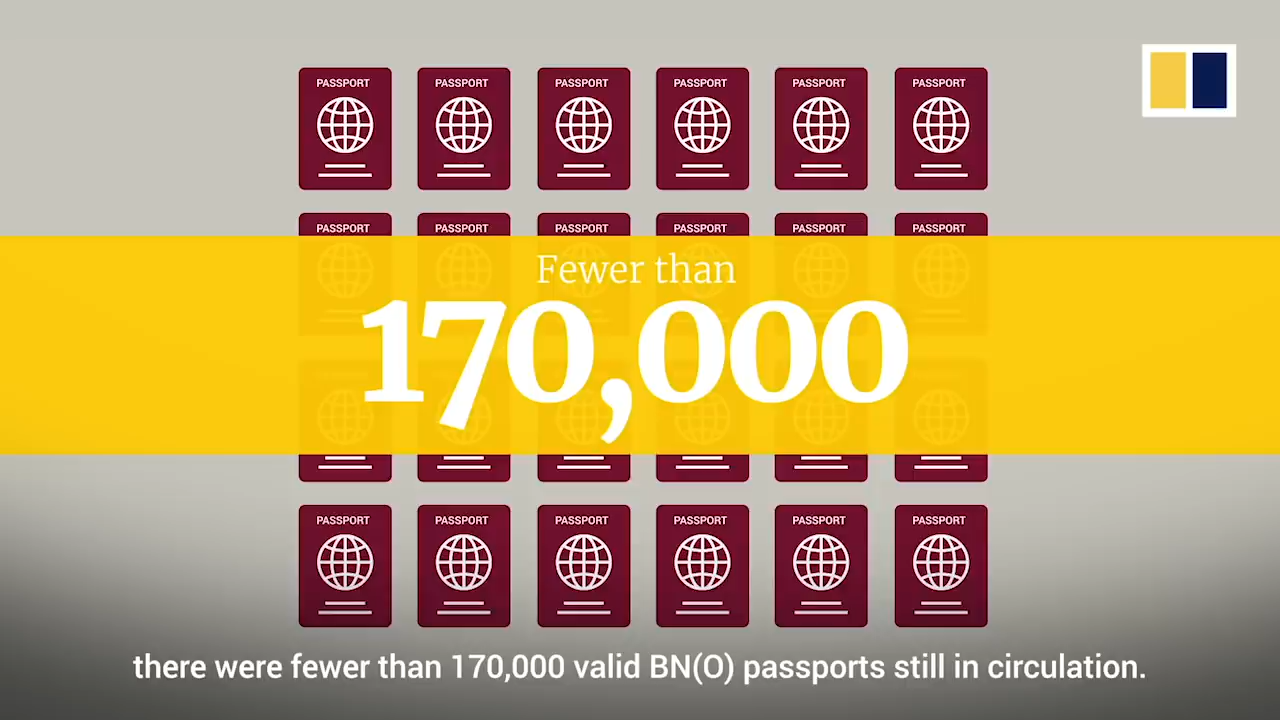 PASSPORT PASSPORT PASSPORT PASSPORT PASSPORT PASSPORT
PASSPORT PASSPORT PASSPORT PASSPORT PASSPORT PASSPORT
Fewer than
170,000
PASSPORT PASSPORT PASSPORT PASSPORT PASSPORT PASSPORT
there were fewer than 170,000 valid BN(O) passports still in circulation.